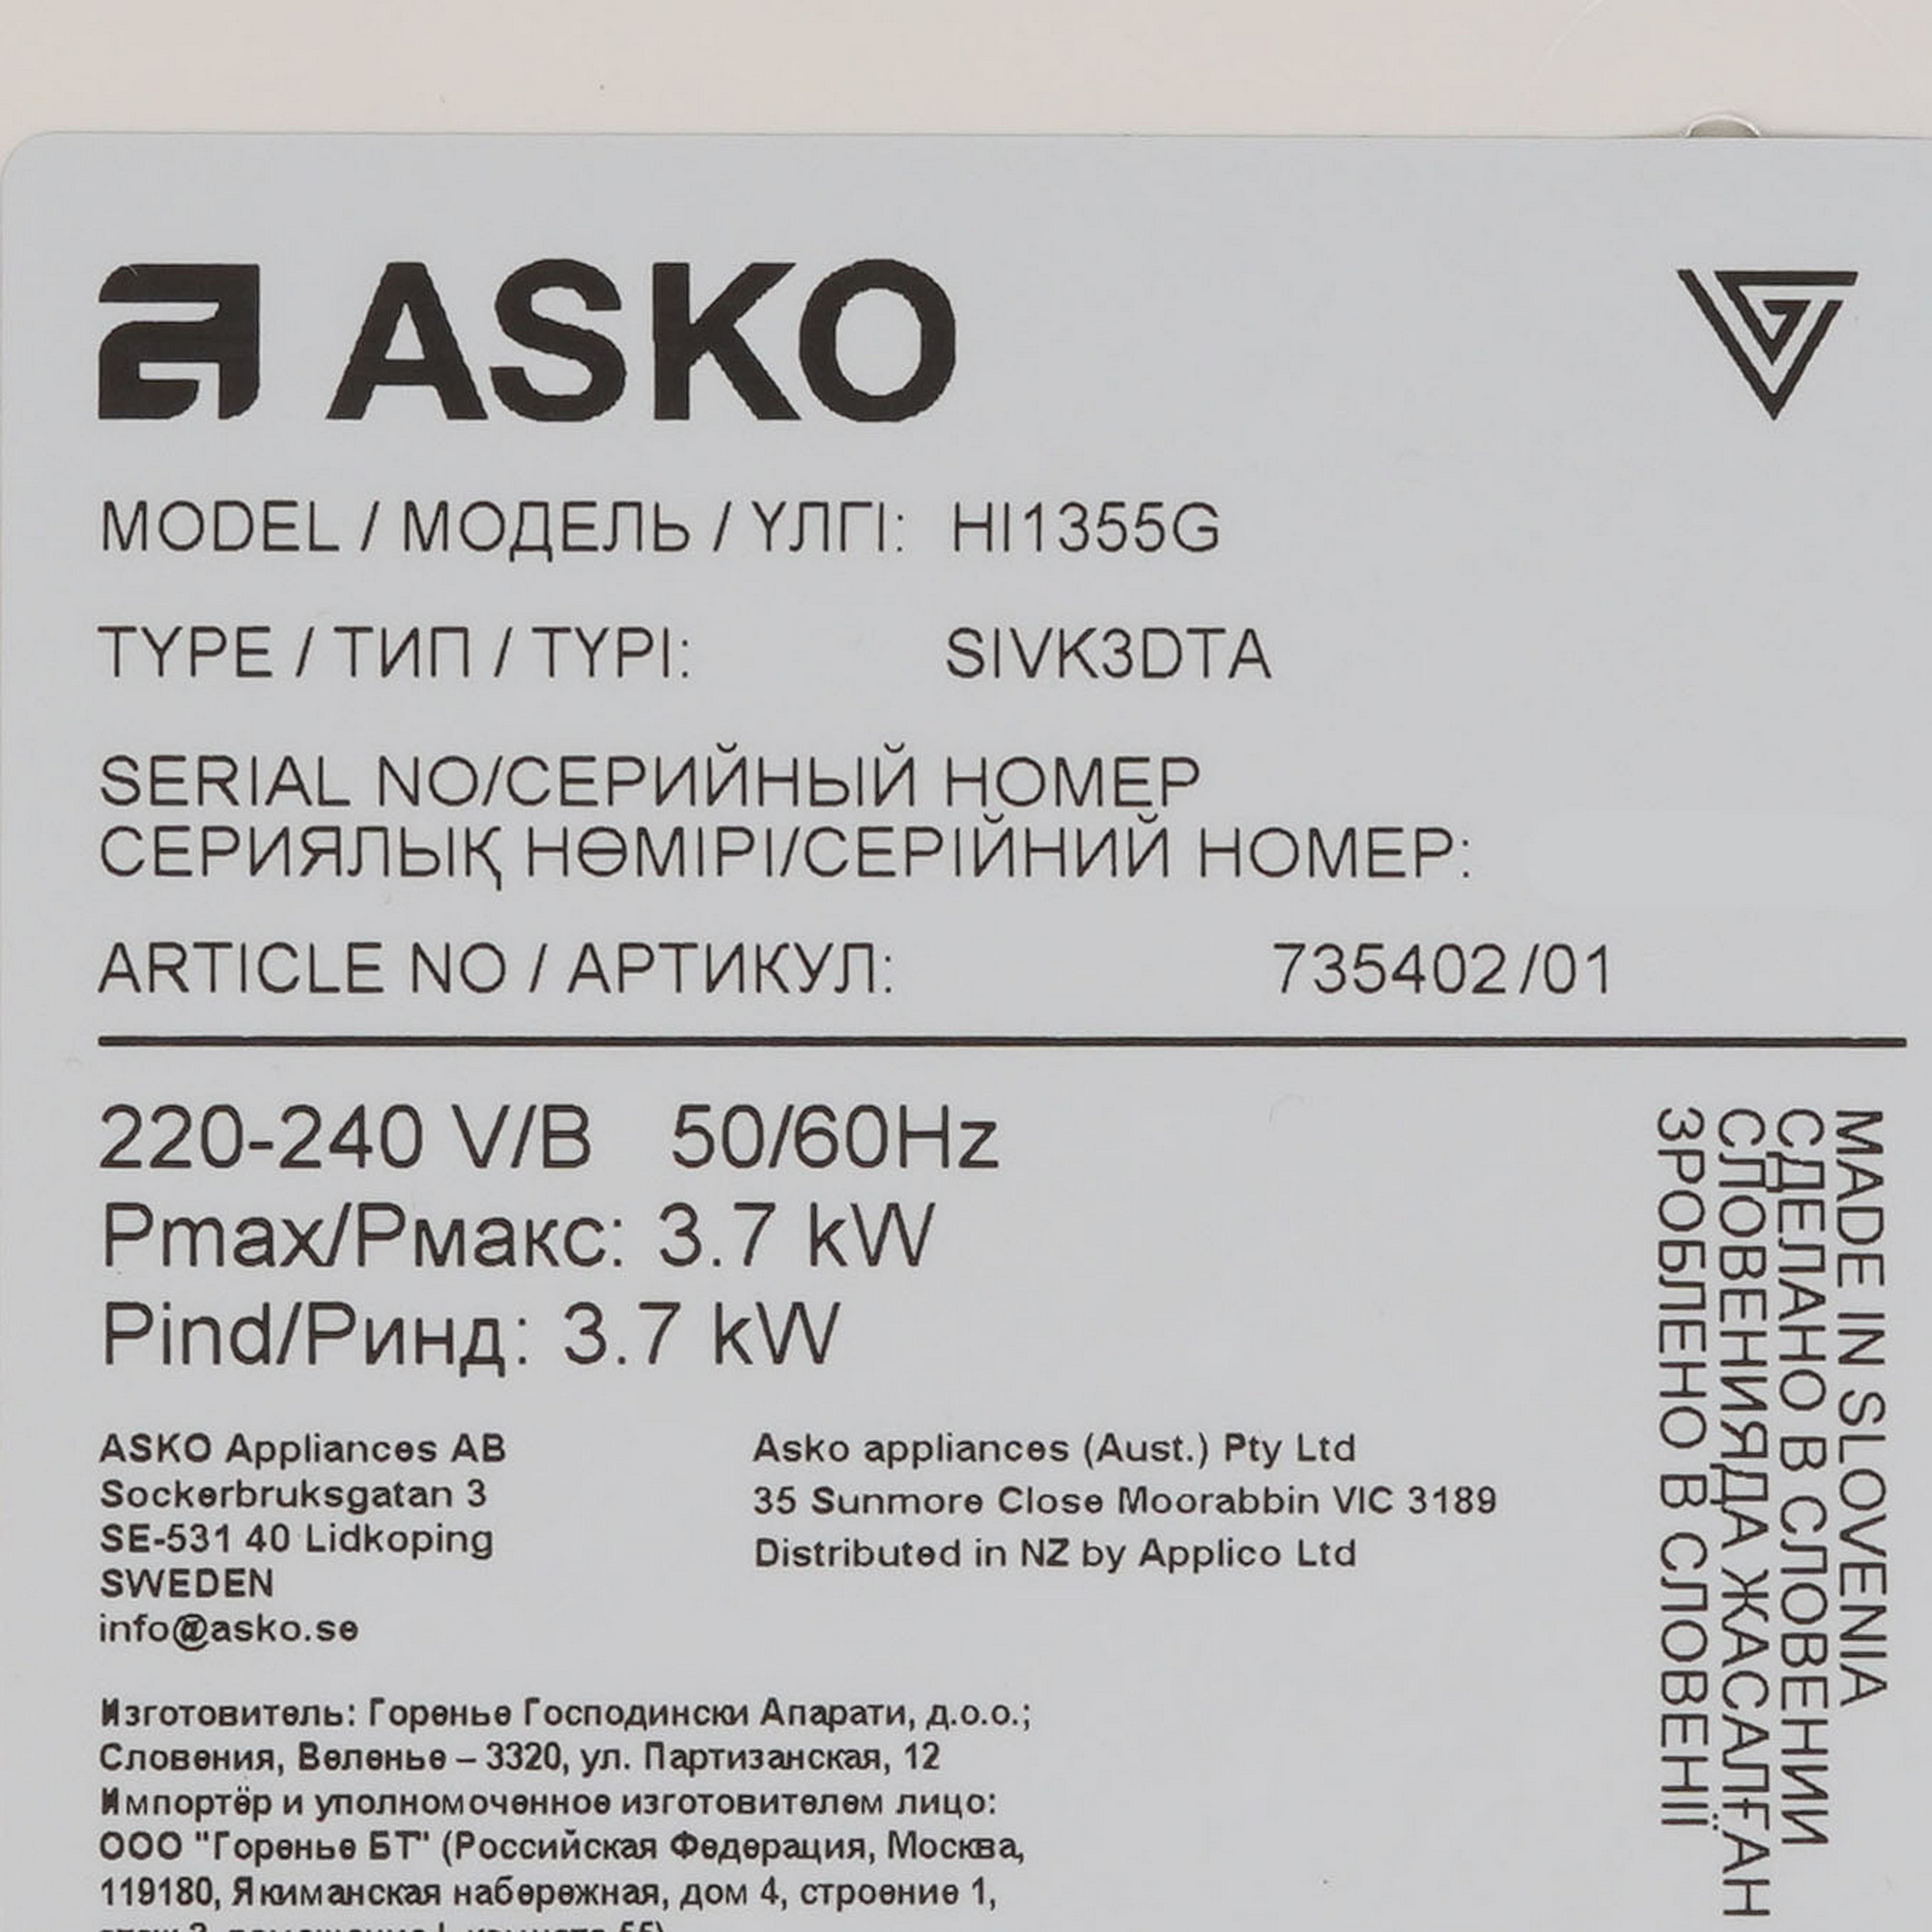 ASKO
MODEL / МОДЕЛЬ / ҮЛГІ: HI1355G
TYPE / ТИП / ТYРІ: SIVK3DTA
SERIAL NO/СЕРИЙНЫЙ НОМЕР
СЕРИЯЛЫҚ НӨМІРІ/СЕРІЙНИЙ НОМЕР:
ARTICLE NO / АРТИКУЛ: 735402/01
220-240 V/B 50/60Hz
Pmax/Рмакс: 3.7 kW
Pind/Ринд: 3.7 kW
ASKO Appliances AB
Sockerbruksgatan 3
SE-531 40 Lidkoping
SWEDEN
info@asko.se
Asko appliances (Aust.) Pty Ltd
35 Sunmore Close Moorabbin VIC 3189
Distributed in NZ by Applico Ltd
MADE IN SLOVENIA
СДЕЛАНО В СЛОВЕНИИ
СЛОВЕНИЯДА ЖАСАЛҒАН
ЗРОБЛЕНО В СЛОВЕНІЇ
Изготовитель: Горенье Господински Апарати, д.о.о.;
Словения, Веленье – 3320, ул. Партизанская, 12
Импортёр и уполномоченное изготовителем лицо:
ООО "Горенье БТ" (Российская Федерация, Москва,
119180, Якиманская набережная, дом 4, строение 1,